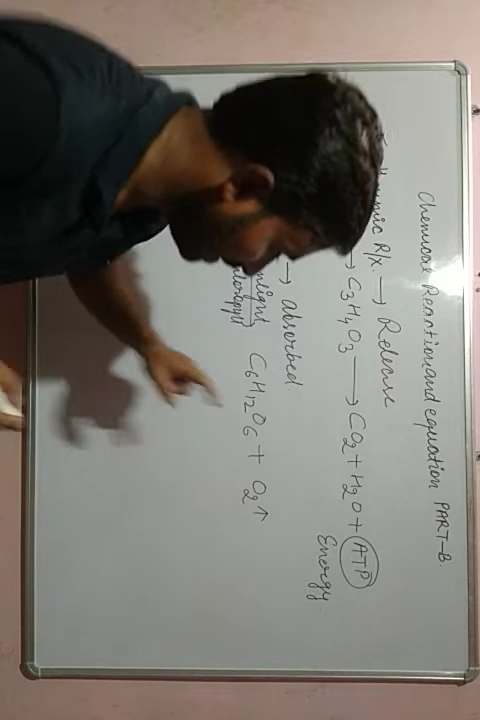 Chemical Reaction and equation PART-B.
Rx. → Release
→ C3H4O3 → CO2 + H2O + ATP
Energy
→ absorbed
C6H12O6 + O2↑